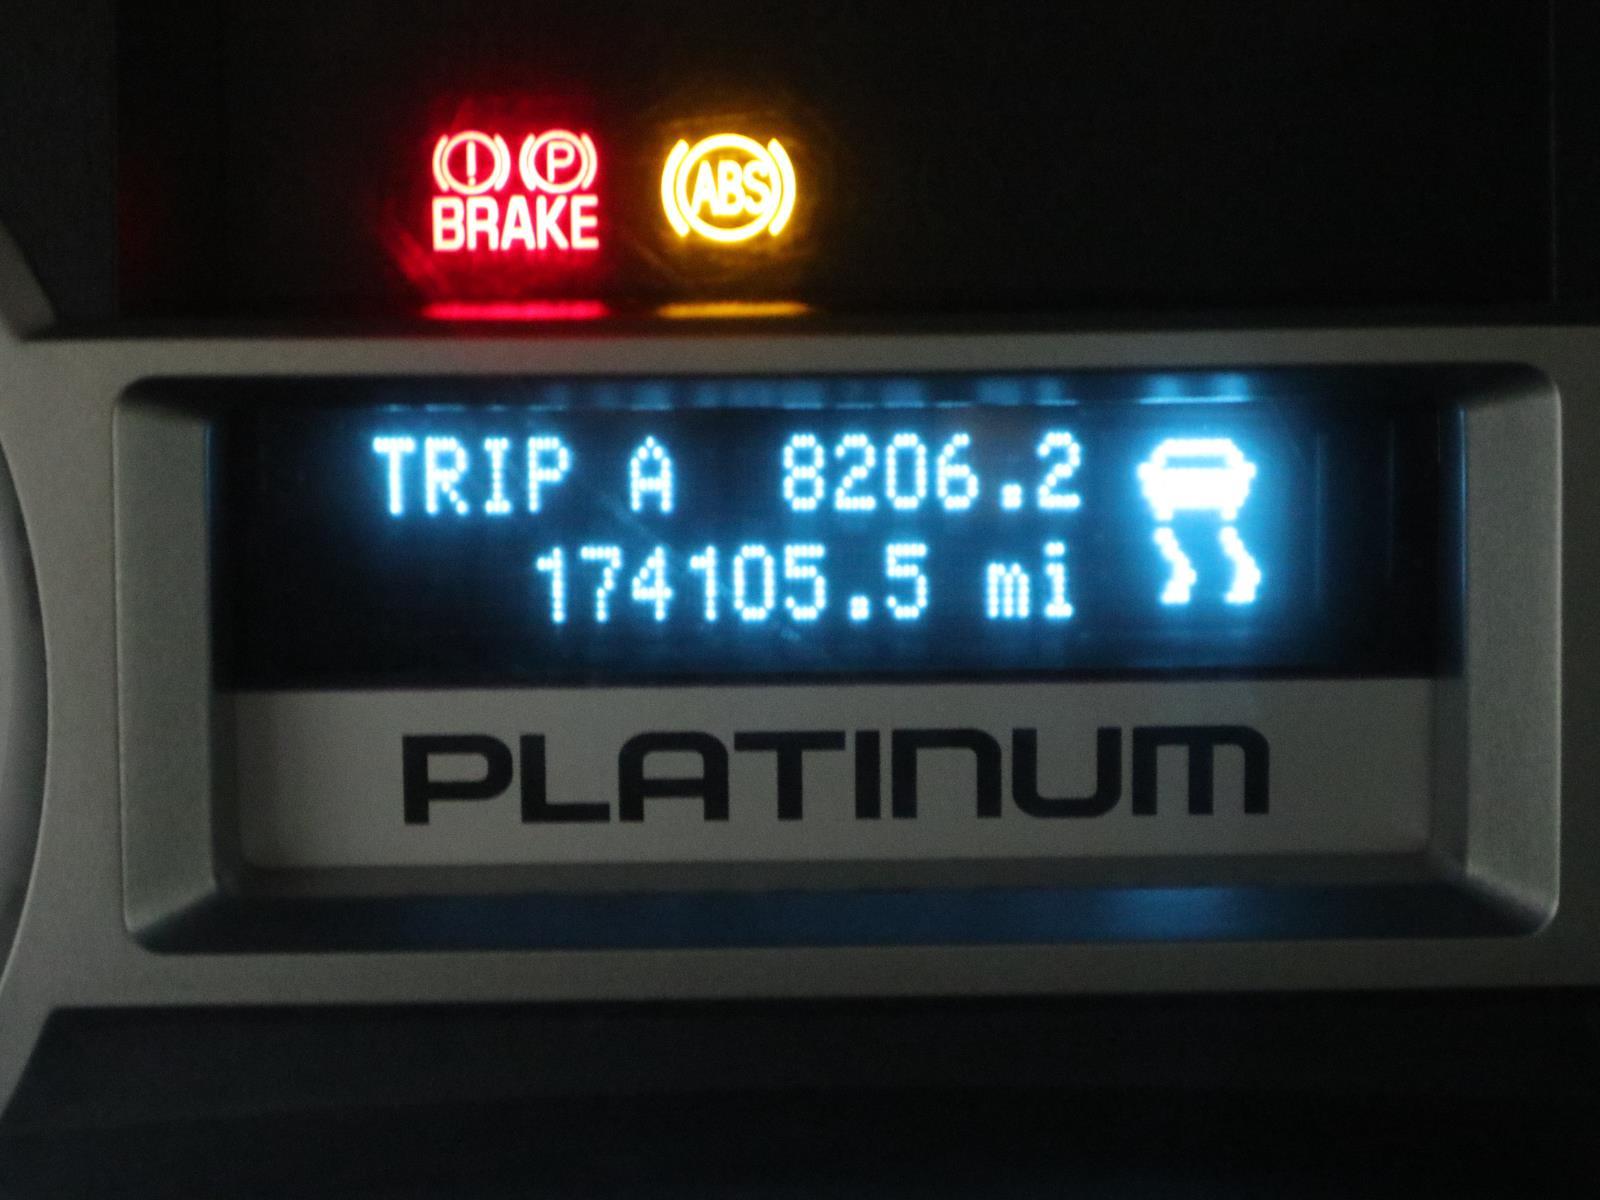 ! P
BRAKE
ABS
TRIP A 8206.2
174105.5 mi
PLATINUM